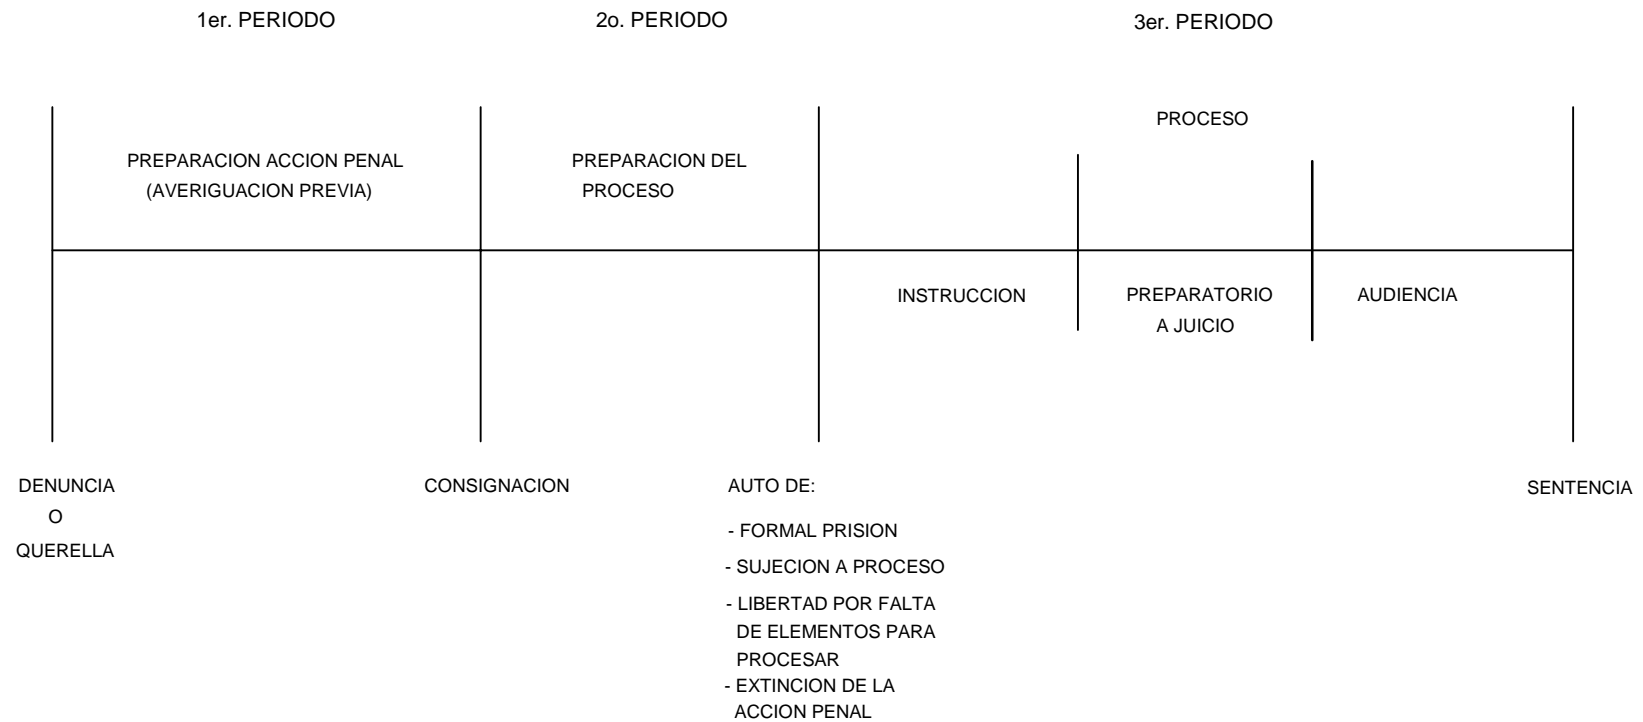 1er. PERIODO
2o. PERIODO
3er. PERIODO
PREPARACION ACCION PENAL
(AVERIGUACION PREVIA)
PREPARACION DEL
PROCESO
PROCESO
INSTRUCCION
PREPARATORIO
A JUICIO
AUDIENCIA
DENUNCIA
O
QUERELLA
CONSIGNACION
AUTO DE:
- FORMAL PRISION
- SUJECION A PROCESO
- LIBERTAD POR FALTA
DE ELEMENTOS PARA
PROCESAR
- EXTINCION DE LA
ACCION PENAL
SENTENCIA